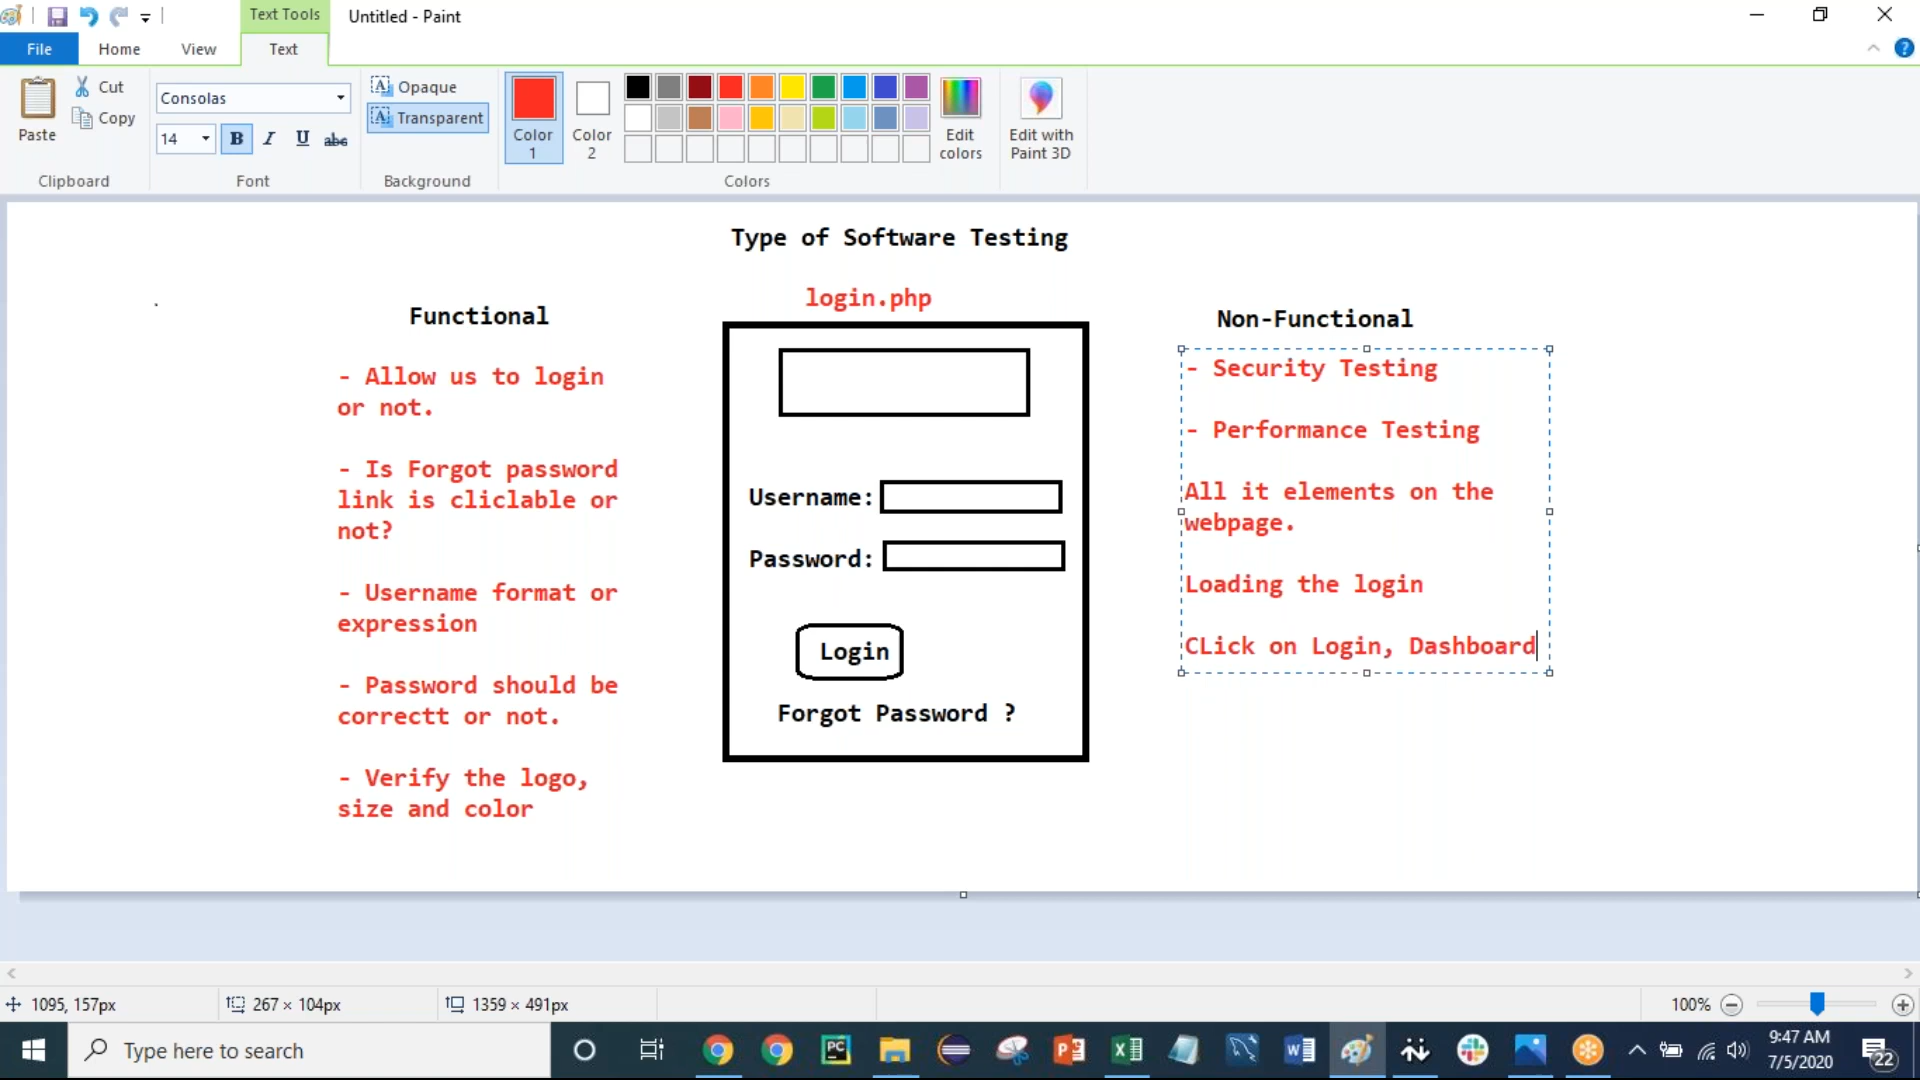 Text Tools
Untitled - Paint
File
Home
View
Text
Paste
Cut
Copy
Clipboard
Consolas
14
B
I
U
abc
Font
Opaque
Transparent
Background
Color
1
Color
2
Edit
colors
Colors
Edit with
Paint 3D
Type of Software Testing
login.php
Functional
- Allow us to login
or not.
- Is Forgot password
link is cliclable or
not?
- Username format or
expression
- Password should be
correctt or not.
- Verify the logo,
size and color
Username:
Password:
Login
Forgot Password ?
Non-Functional
- Security Testing
- Performance Testing
All it elements on the
webpage.
Loading the login
CLick on Login, Dashboard
1095, 157px
267 × 104px
1359 × 491px
100%
Type here to search
9:47 AM
7/5/2020
22